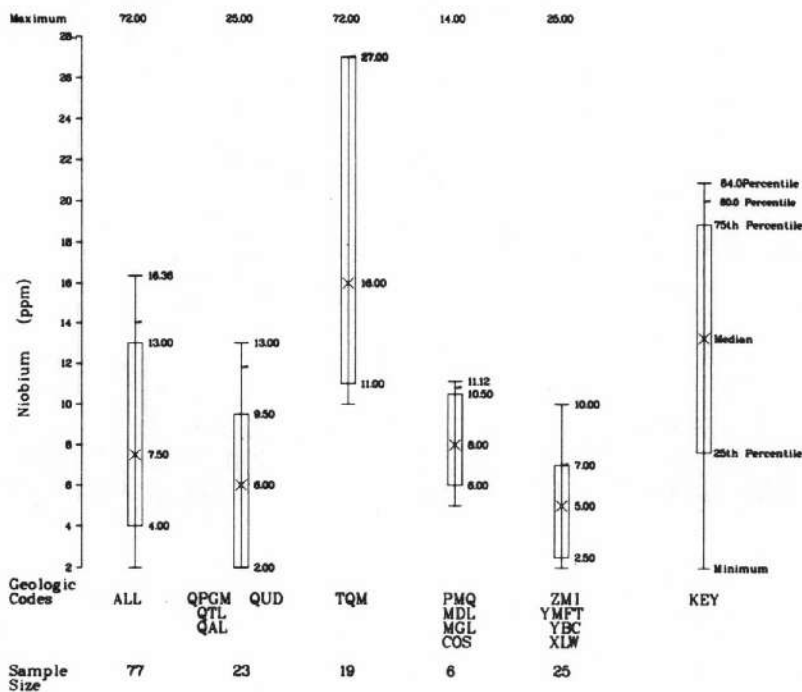 Maximum 72.00 25.00 72.00 14.00 25.00
28
27.00
26
24
22
84.0Percentile
80.0 Percentile
20
75th Percentile
18
16.36
16
16.00
Niobium (ppm)
14
13.00 13.00
Median
12
11.00 11.12
10.50
10
10.00
9.50
8
8.00
7.50
7.00
25th Percentile
6
6.00 6.00
5.00
4
4.00
2.50
2
2.00
Minimum
Geologic
Codes ALL QPGM QUD TQM PMQ ZMI KEY
QTL MDL YMFT
QAL MGL YBC
COS XLW
Sample 77 23 19 6 25
Size